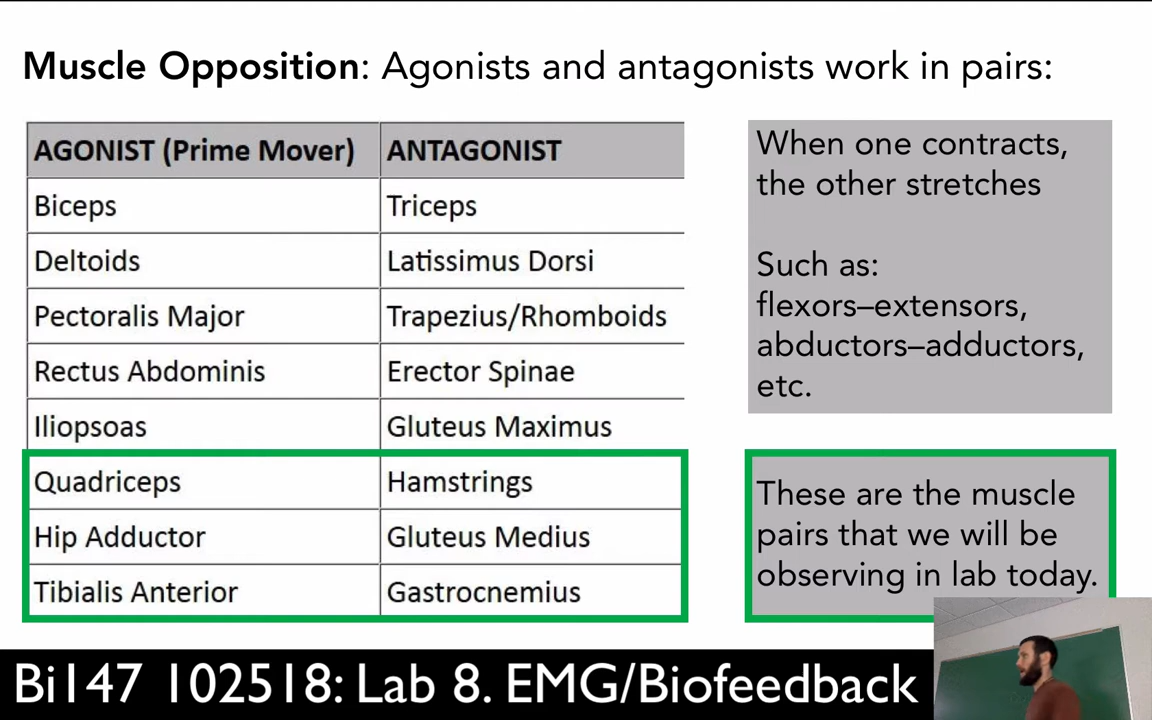 Muscle Opposition: Agonists and antagonists work in pairs:
AGONIST (Prime Mover) ANTAGONIST
Biceps Triceps
Deltoids Latissimus Dorsi
Pectoralis Major Trapezius/Rhomboids
Rectus Abdominis Erector Spinae
Iliopsoas Gluteus Maximus
Quadriceps Hamstrings
Hip Adductor Gluteus Medius
Tibialis Anterior Gastrocnemius
When one contracts,
the other stretches
Such as:
flexors–extensors,
abductors–adductors,
etc.
These are the muscle
pairs that we will be
observing in lab today.
Bi147 102518: Lab 8. EMG/Biofeedback